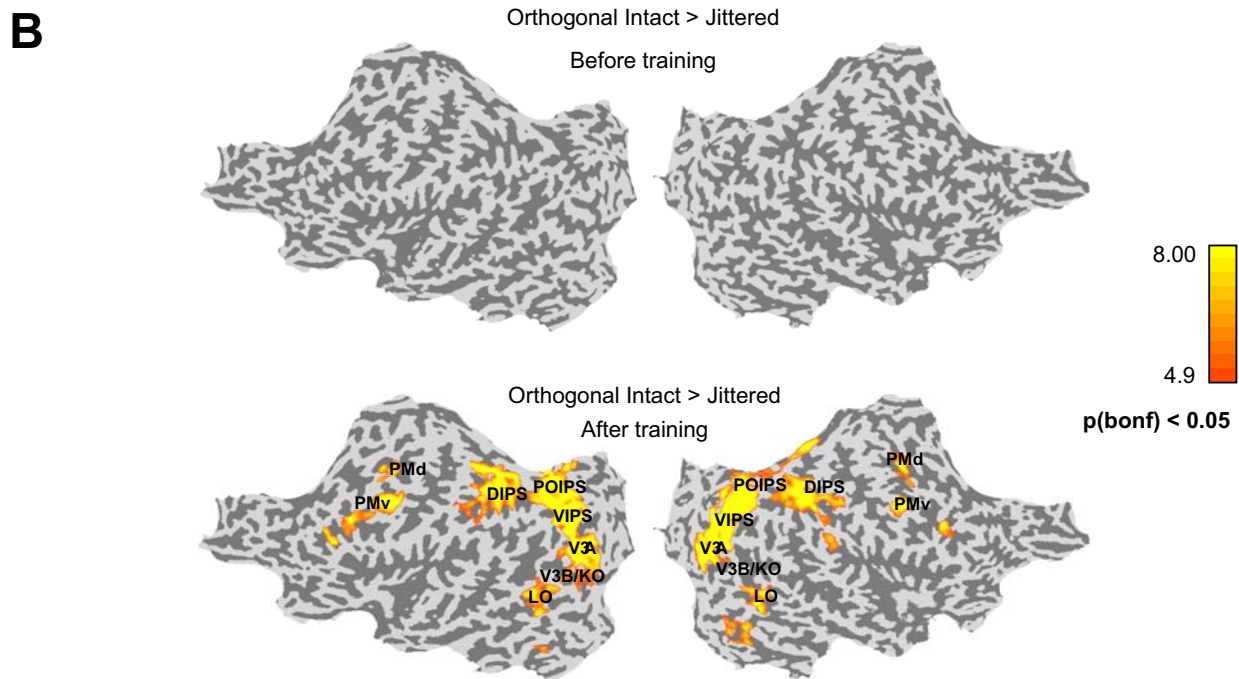 B
Orthogonal Intact > Jittered
Before training
8.00
4.9
p(bonf) < 0.05
Orthogonal Intact > Jittered
After training
PMd
PMv
DIPS
POIPS
VIPS
V3A
V3B/KO
LO
POIPS
DIPS
VIPS
V3A
V3B/KO
LO
PMd
PMv